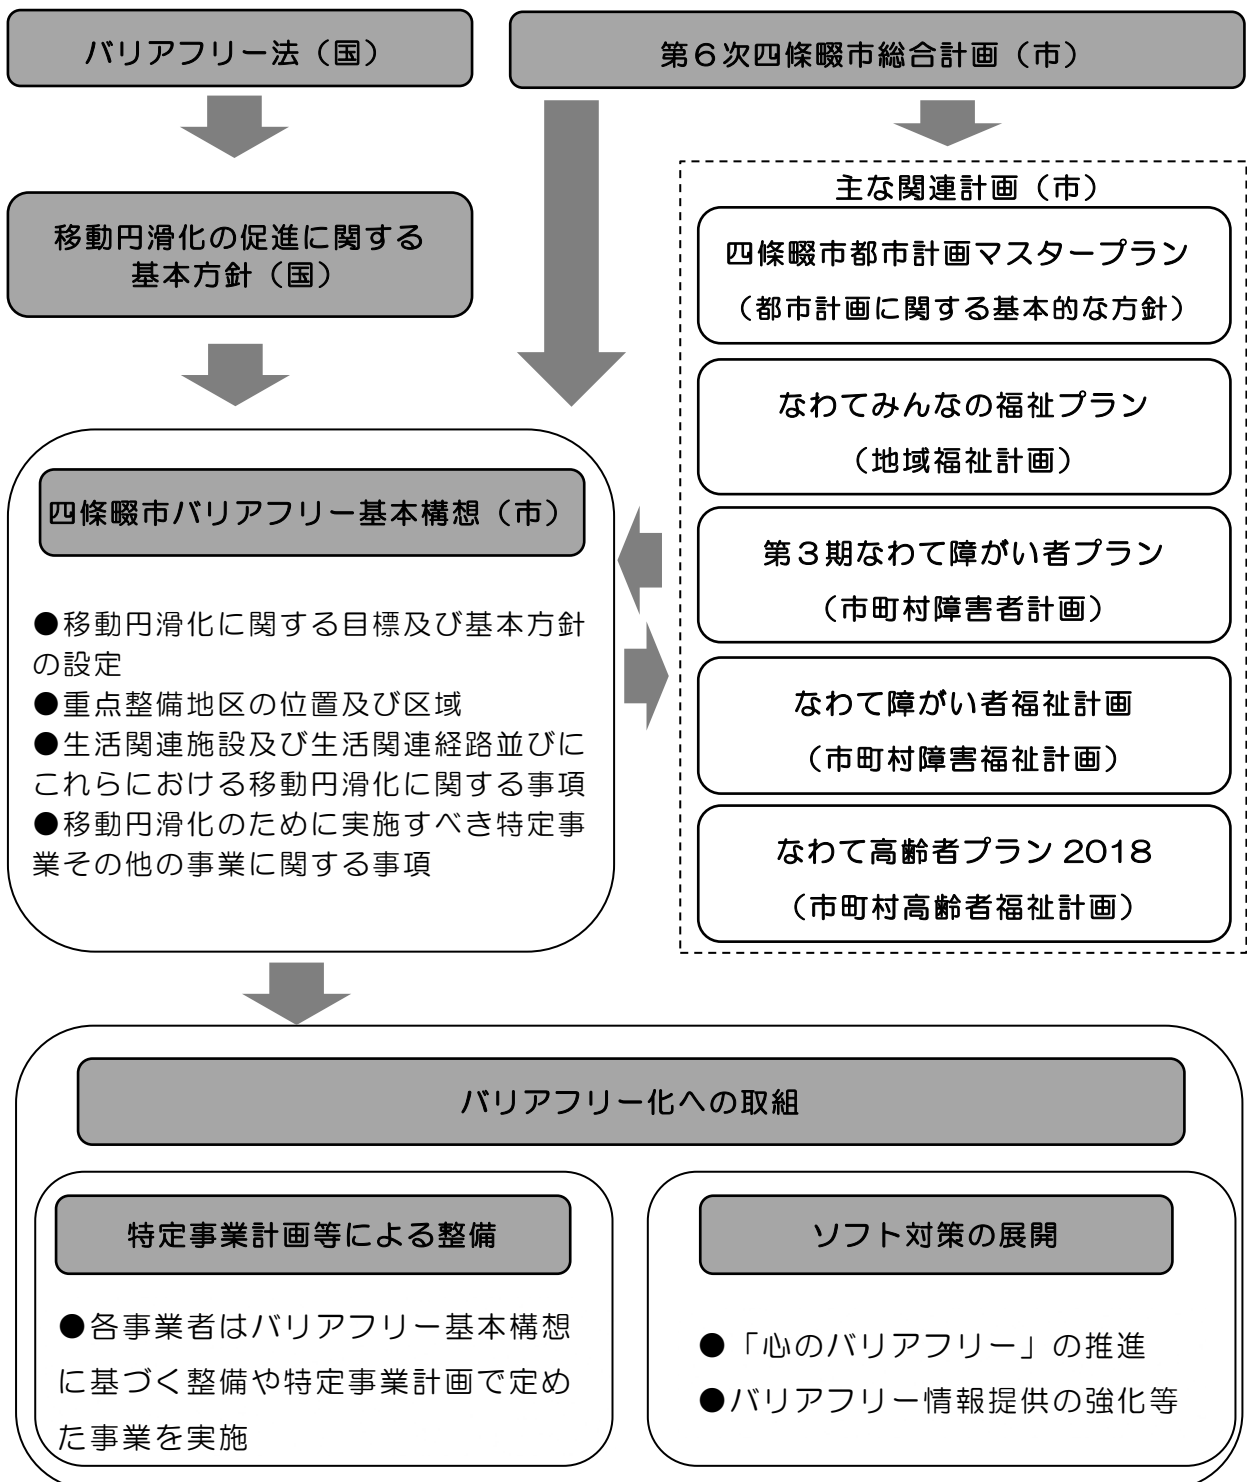 バリアフリー法（国）
第６次四條畷市総合計画（市）
移動円滑化の促進に関する
基本方針（国）
主な関連計画（市）
四條畷市都市計画マスタープラン
（都市計画に関する基本的な方針）
なわてみんなの福祉プラン
（地域福祉計画）
第３期なわて障がい者プラン
（市町村障害者計画）
なわて障がい者福祉計画
（市町村障害福祉計画）
なわて高齢者プラン 2018
（市町村高齢者福祉計画）
四條畷市バリアフリー基本構想（市）
●移動円滑化に関する目標及び基本方針
の設定
●重点整備地区の位置及び区域
●生活関連施設及び生活関連経路並びに
これらにおける移動円滑化に関する事項
●移動円滑化のために実施すべき特定事
業その他の事業に関する事項
バリアフリー化への取組
特定事業計画等による整備
●各事業者はバリアフリー基本構想
に基づく整備や特定事業計画で定め
た事業を実施
ソフト対策の展開
●「心のバリアフリー」の推進
●バリアフリー情報提供の強化等